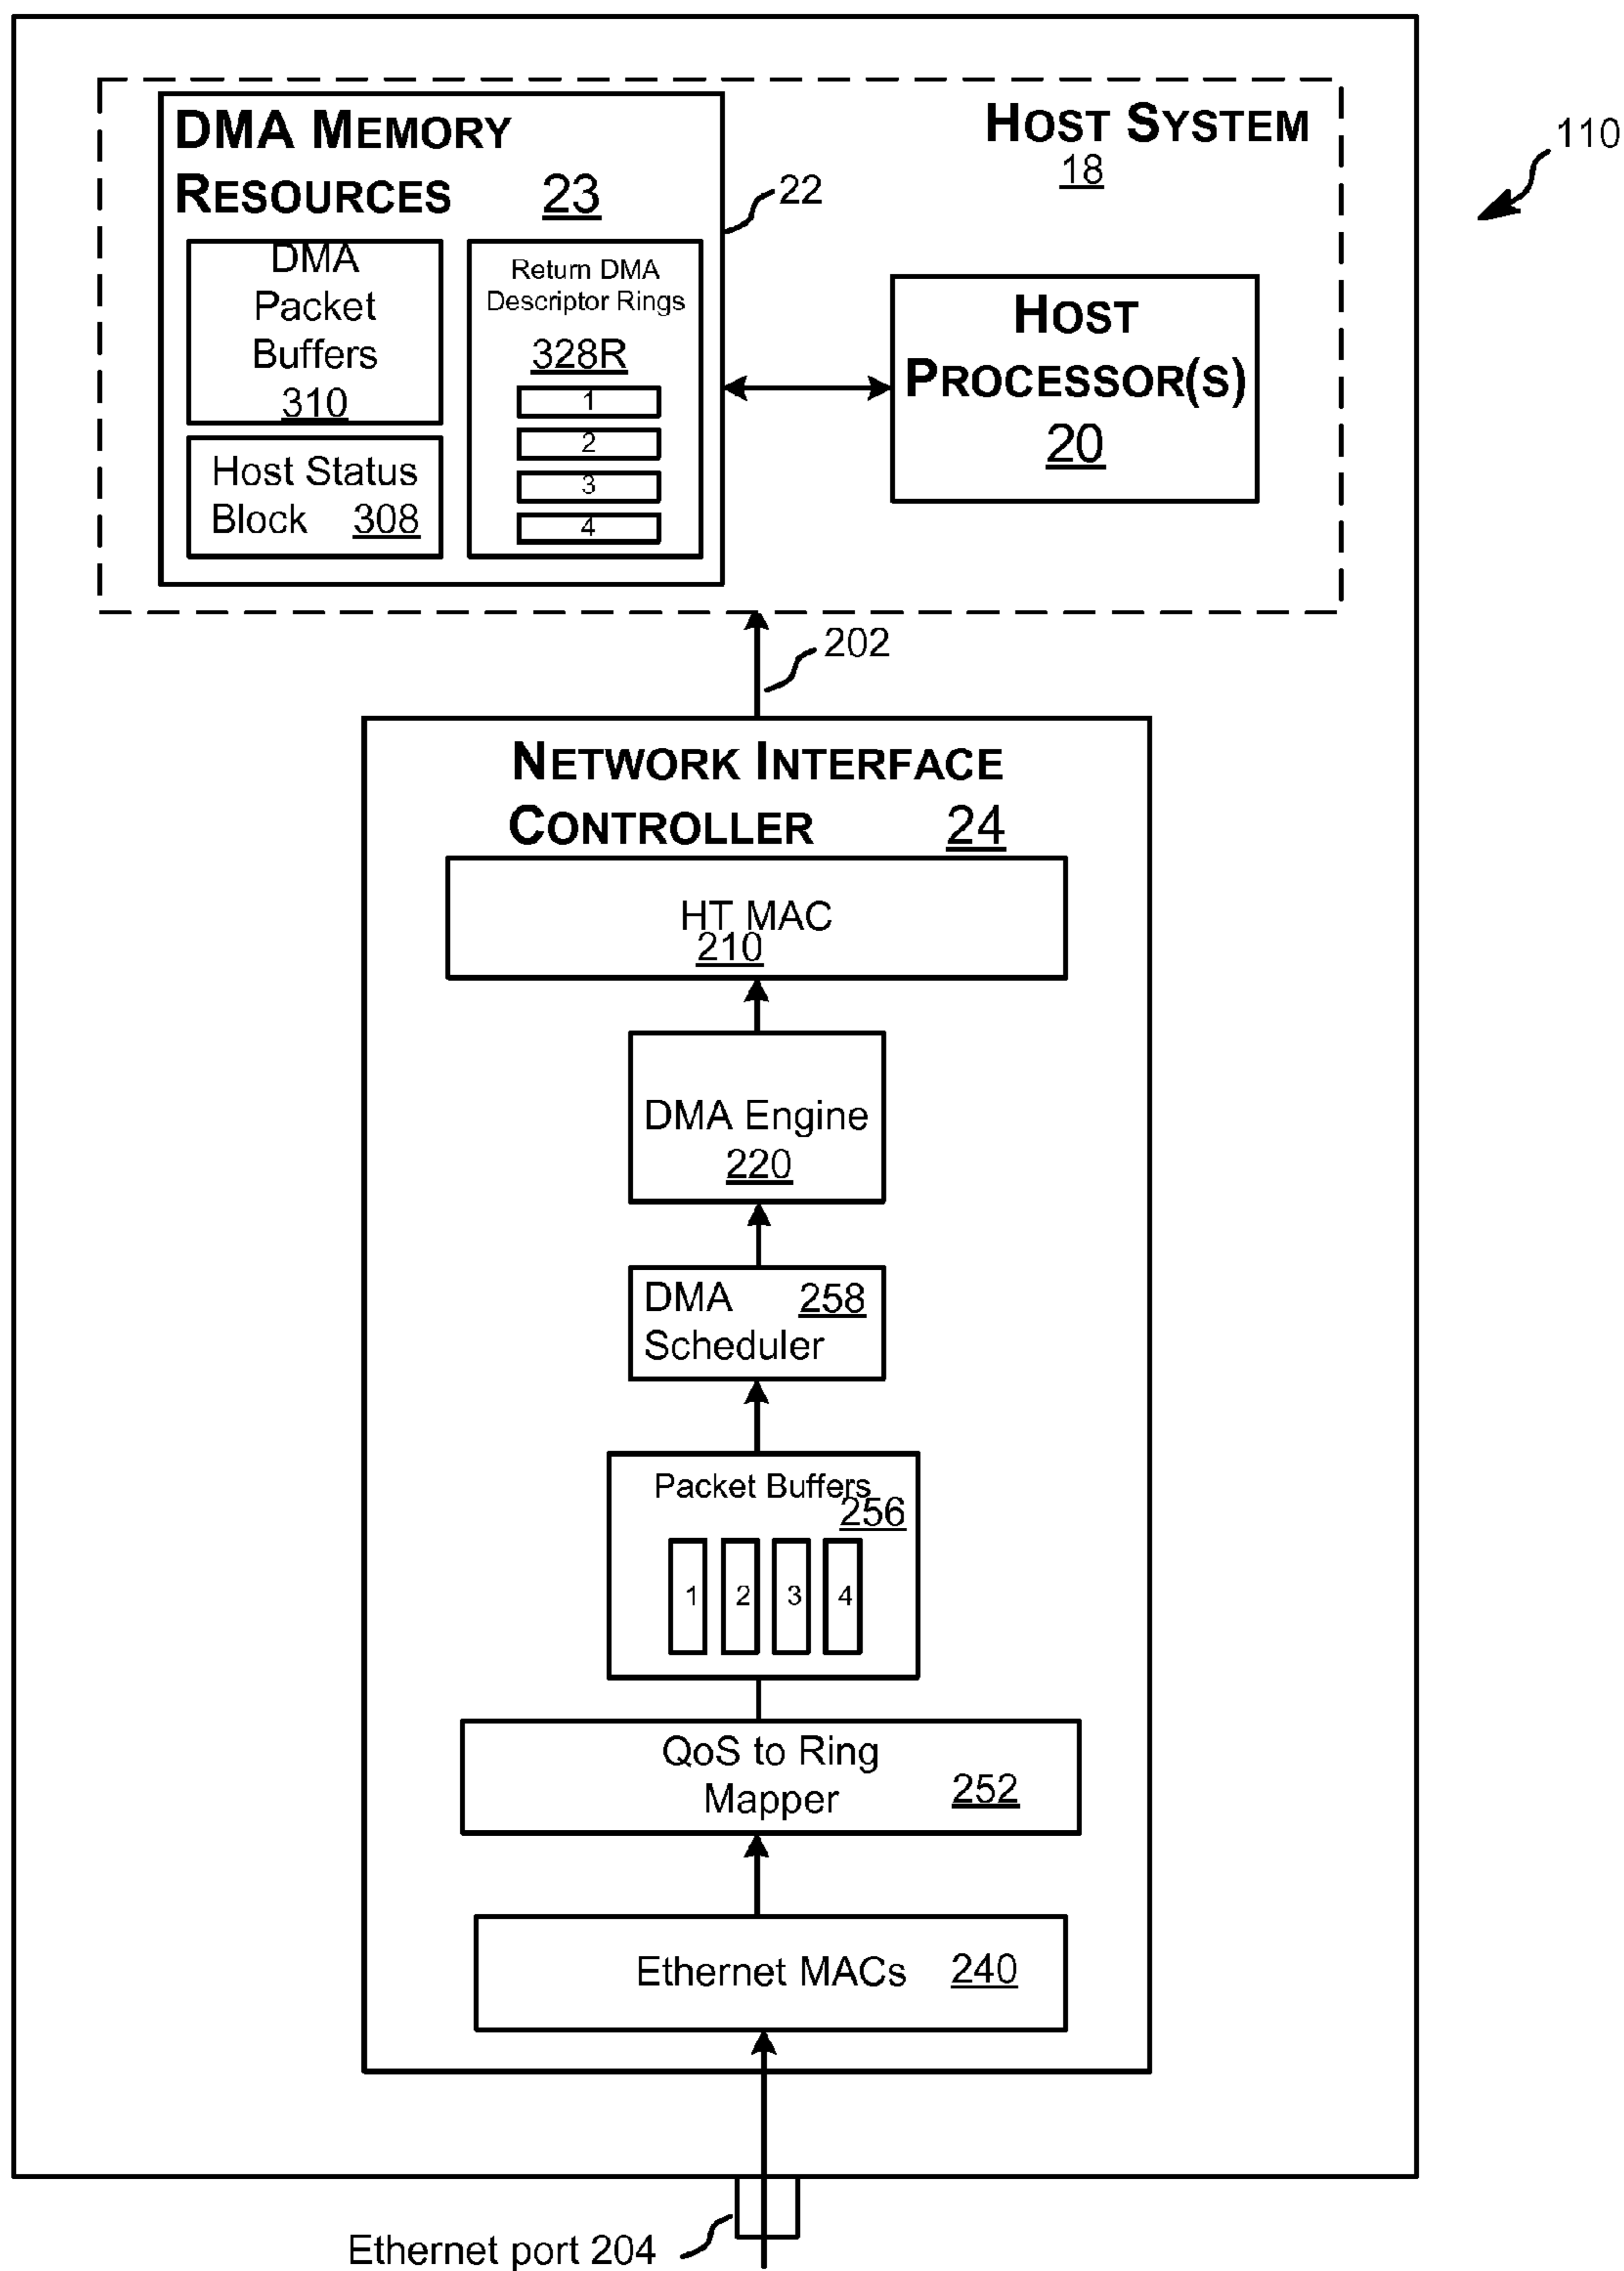 110
DMA MEMORY
RESOURCES 23
HOST SYSTEM
18
22
DMA
Packet
Buffers
310
Host Status
Block 308
Return DMA
Descriptor Rings
328R
1
2
3
4
HOST
PROCESSOR(S)
20
202
NETWORK INTERFACE
CONTROLLER 24
HT MAC
210
DMA Engine
220
DMA 258
Scheduler
Packet Buffers
256
1 2 3 4
QoS to Ring
Mapper 252
Ethernet MACs 240
Ethernet port 204